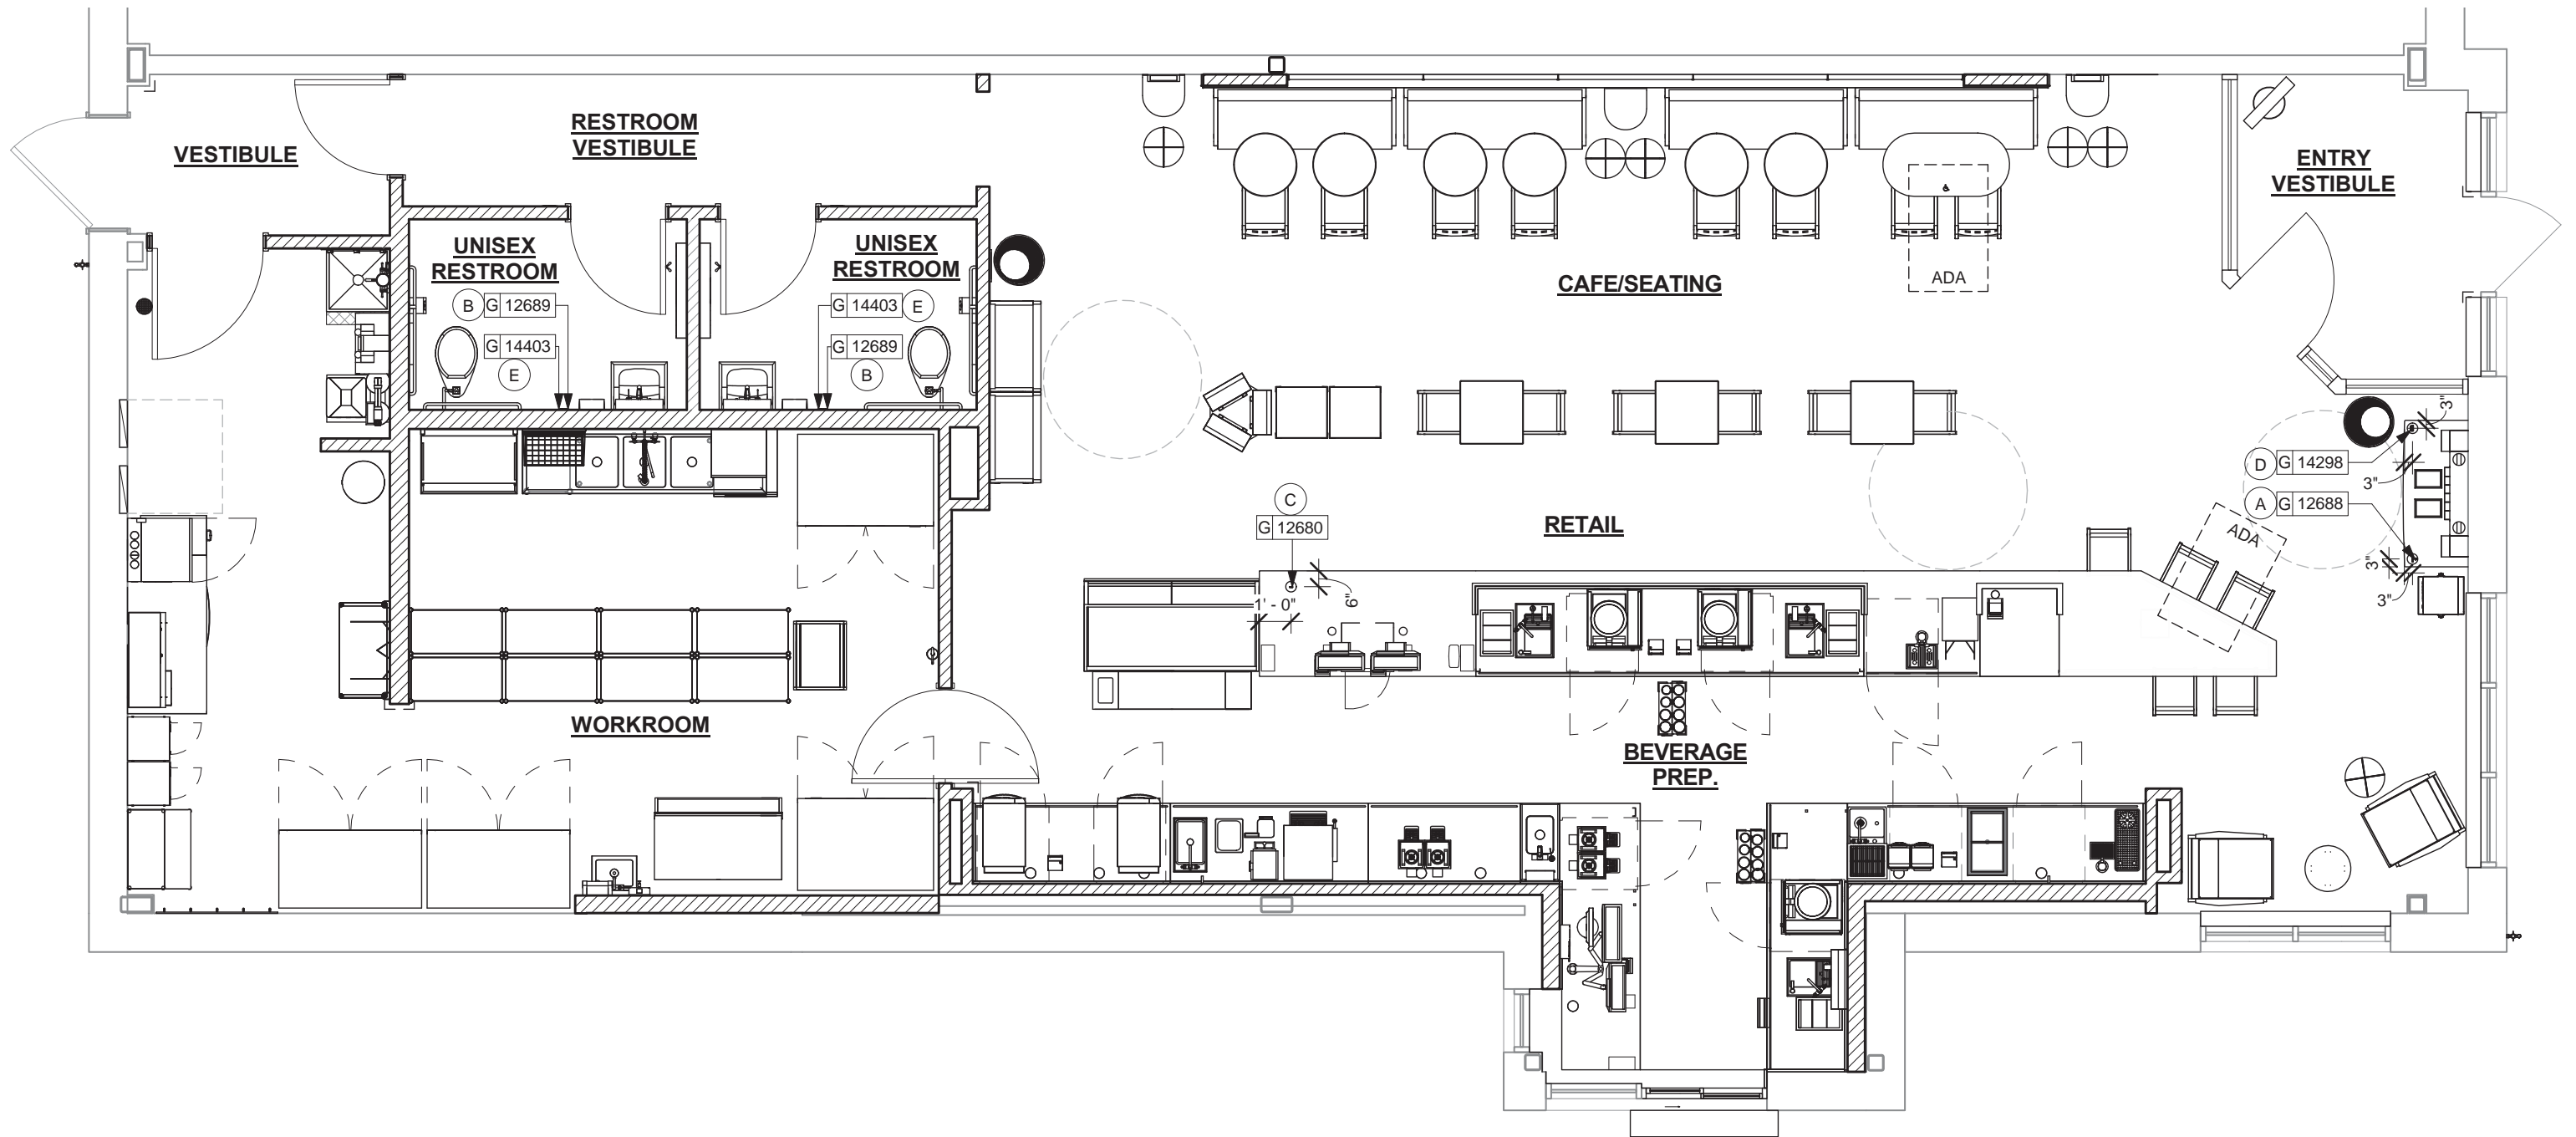 VESTIBULE
RESTROOM
VESTIBULE
ENTRY
VESTIBULE
UNISEX
RESTROOM
UNISEX
RESTROOM
B G 12689
G 14403
E
G 14403 E
G 12689
B
CAFE/SEATING
ADA
3"
D G 14298
3"
A G 12688
3"
3"
C
G 12680
RETAIL
ADA
1' - 0"
6"
WORKROOM
BEVERAGE
PREP.